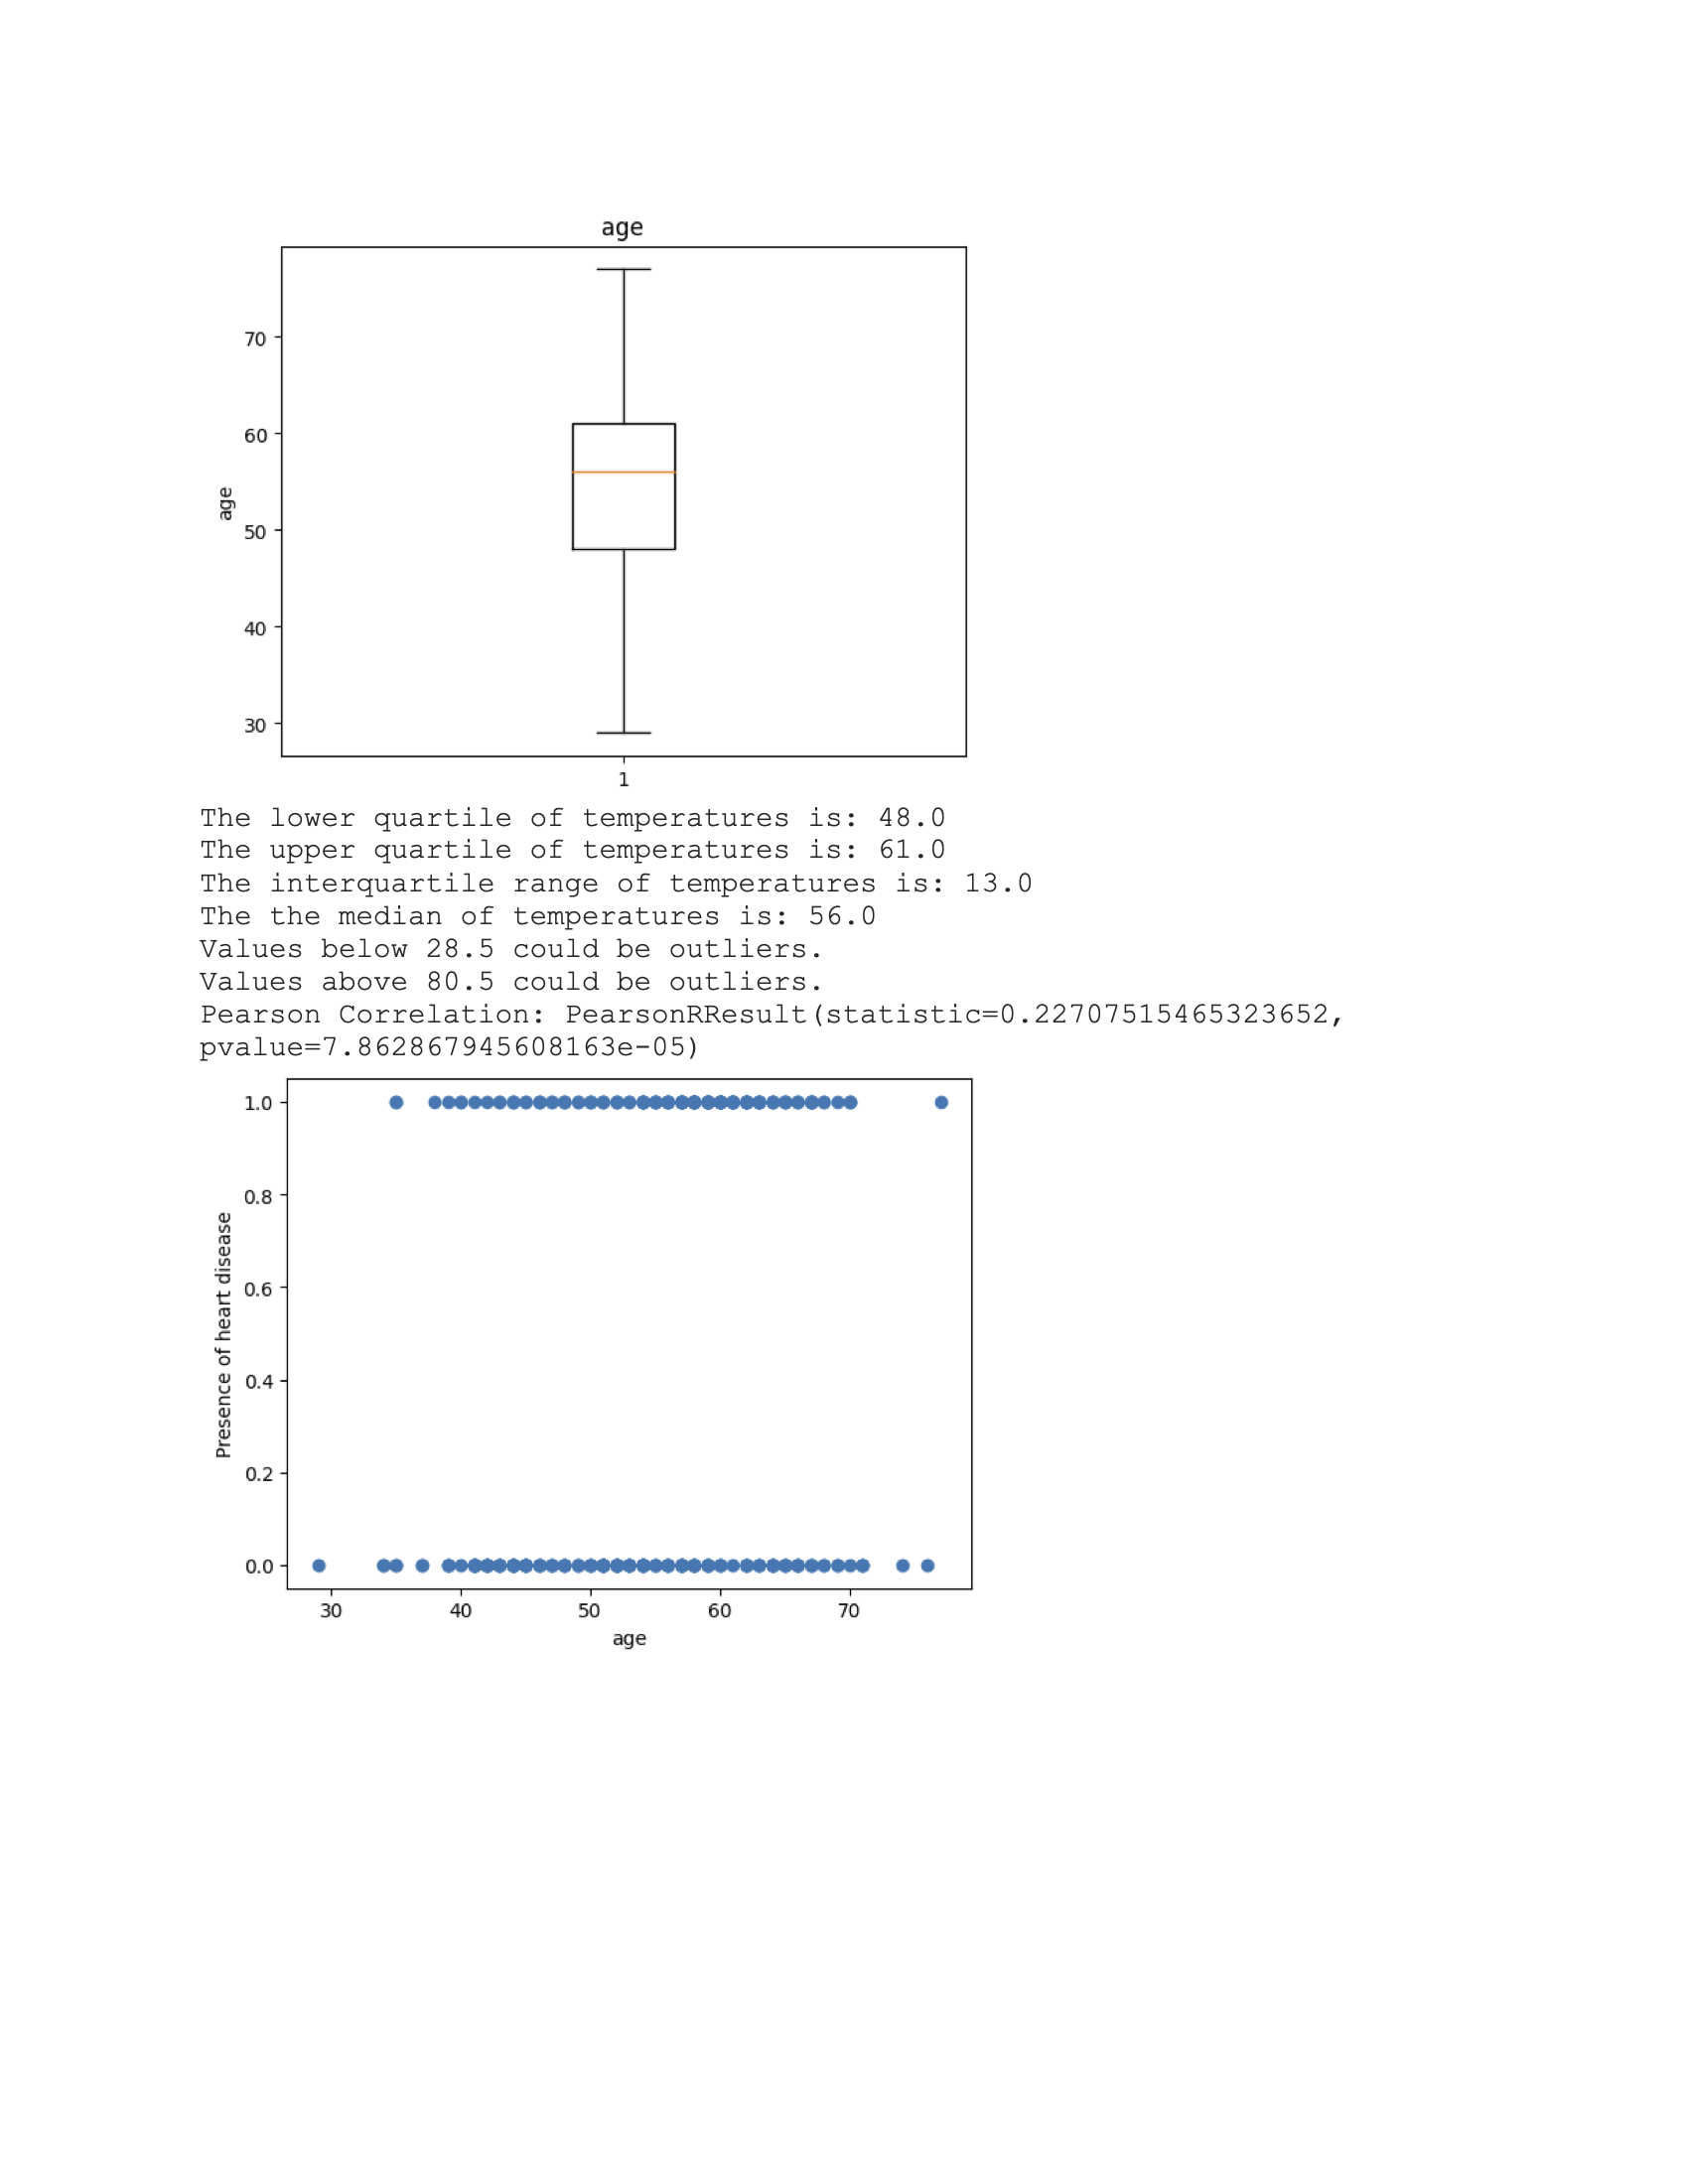 age
70
60
50
40
30
age
1
The lower quartile of temperatures is: 48.0
The upper quartile of temperatures is: 61.0
The interquartile range of temperatures is: 13.0
The the median of temperatures is: 56.0
Values below 28.5 could be outliers.
Values above 80.5 could be outliers.
Pearson Correlation: PearsonRResult(statistic=0.22707515465323652,
pvalue=7.862867945608163e-05)
1.0
0.8
0.6
0.4
0.2
0.0
Presence of heart disease
30 40 50 60 70
age